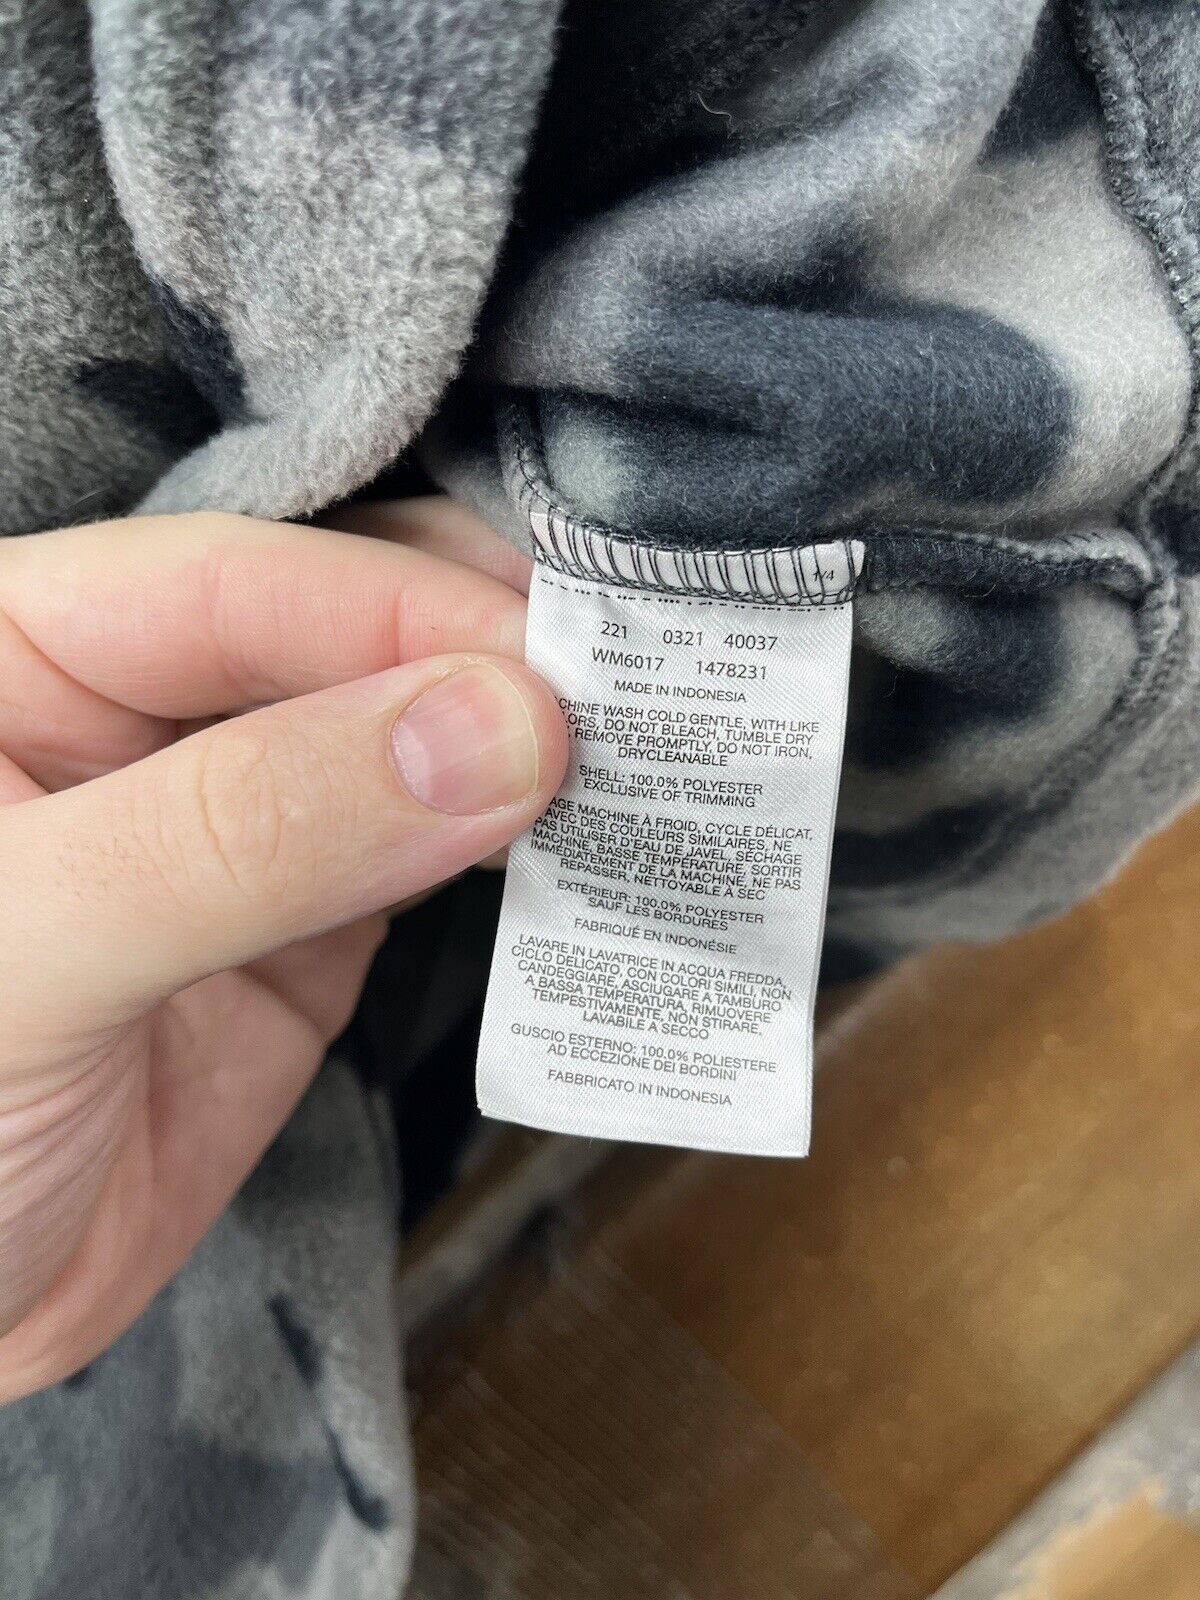 1/4
221 0321 40037
WM6017 1478231
MADE IN INDONESIA
WASH COLD GENTLE, WITH LIKE
DO NOT BLEACH, TUMBLE DRY
REMOVE PROMPTLY, DO NOT IRON,
DRYCLEANABLE
SHELL: 100.0% POLYESTER
EXCLUSIVE OF TRIMMING
MACHINE À FROID, CYCLE DÉLICAT,
AVEC DES COULEURS SIMILAIRES, NE
PAS UTILISER D'EAU DE JAVEL, SÉCHAGE
MACHINE, BASSE TEMPÉRATURE, SORTIR
IMMÉDIATEMENT DE LA MACHINE, NE PAS
REPASSER, NETTOYABLE À SEC
EXTÉRIEUR: 100.0% POLYESTER
SAUF LES BORDURES
FABRIQUÉ EN INDONÉSIE
LAVARE IN LAVATRICE IN ACQUA FREDDA,
CICLO DELICATO, CON COLORI SIMILI, NON
CANDEGGIARE, ASCIUGARE A TAMBURO
A BASSA TEMPERATURA, RIMUOVERE
TEMPESTIVAMENTE, NON STIRARE,
LAVABILE A SECCO
GUSCIO ESTERNO: 100.0% POLIESTERE
AD ECCEZIONE DEI BORDINI
FABBRICATO IN INDONESIA